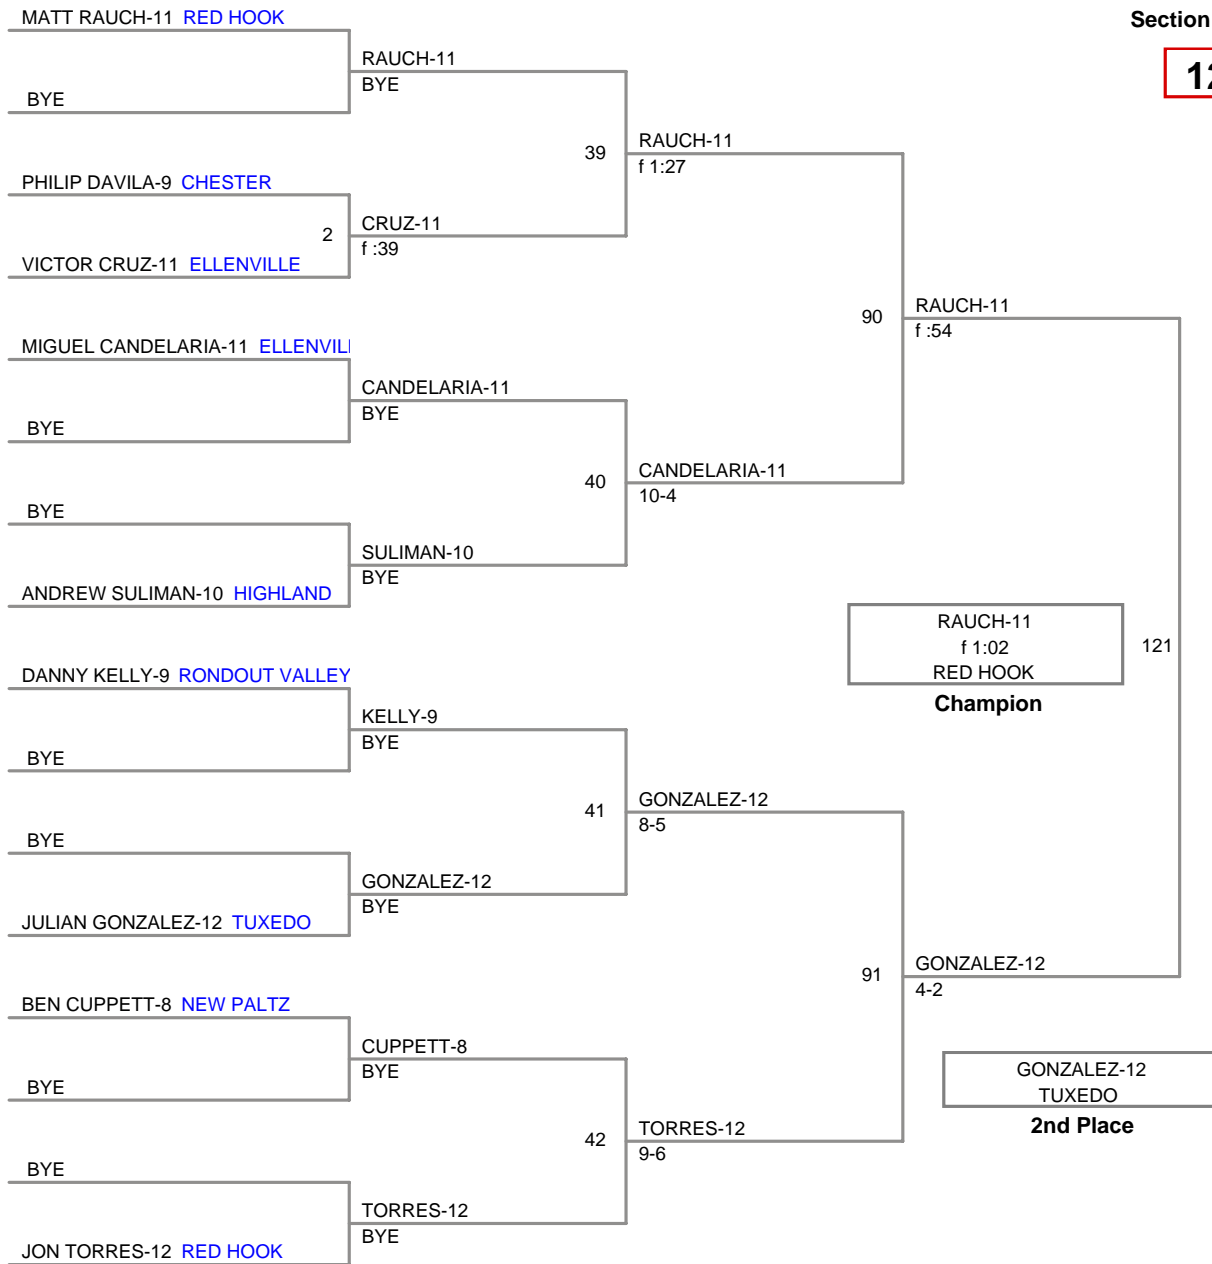 MATT RAUCH-11 RED HOOK
Section
RAUCH-11
BYE
12
BYE
RAUCH-11
39
f 1:27
PHILIP DAVILA-9 CHESTER
CRUZ-11
2
f :39
VICTOR CRUZ-11 ELLENVILLE
RAUCH-11
90
f :54
MIGUEL CANDELARIA-11 ELLENVILL
CANDELARIA-11
BYE
BYE
CANDELARIA-11
40
10-4
BYE
SULIMAN-10
BYE
ANDREW SULIMAN-10 HIGHLAND
RAUCH-11
f 1:02
121
RED HOOK
Champion
DANNY KELLY-9 RONDOUT VALLEY
KELLY-9
BYE
BYE
GONZALEZ-12
41
8-5
BYE
GONZALEZ-12
BYE
JULIAN GONZALEZ-12 TUXEDO
GONZALEZ-12
91
4-2
BEN CUPPETT-8 NEW PALTZ
CUPPETT-8
BYE
BYE
GONZALEZ-12
TUXEDO
2nd Place
TORRES-12
42
9-6
BYE
TORRES-12
BYE
JON TORRES-12 RED HOOK